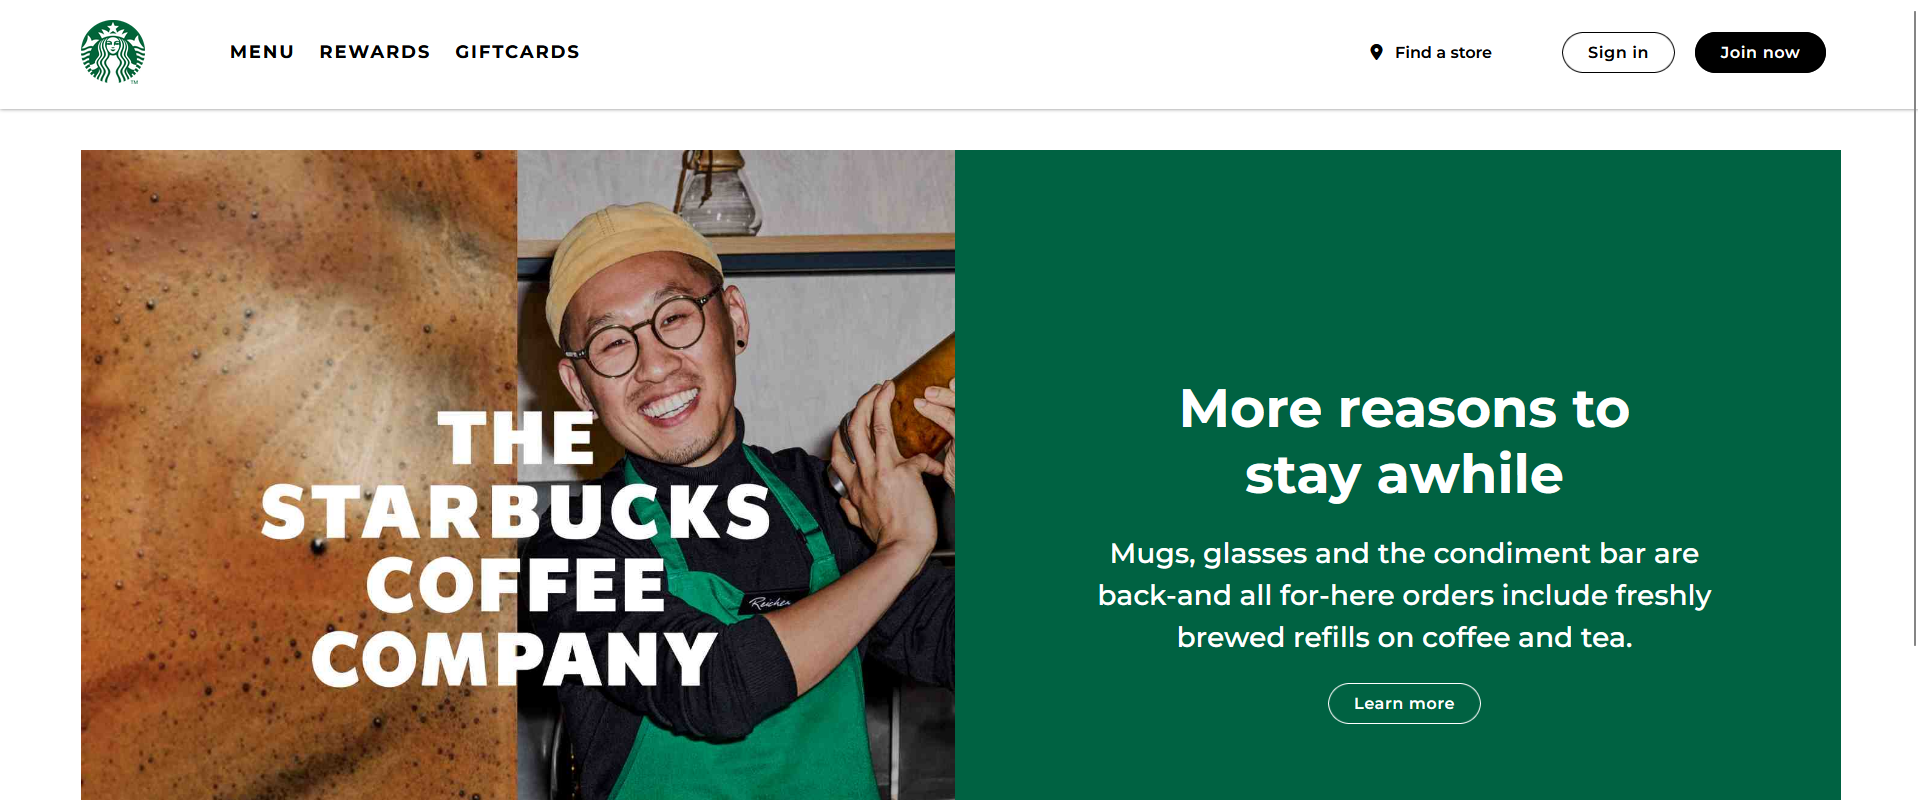 MENU REWARDS GIFTCARDS Find a store Sign in Join now
THE
STARBUCKS
COFFEE
COMPANY
Reichen
More reasons to
stay awhile
Mugs, glasses and the condiment bar are
back-and all for-here orders include freshly
brewed refills on coffee and tea.
Learn more
TM